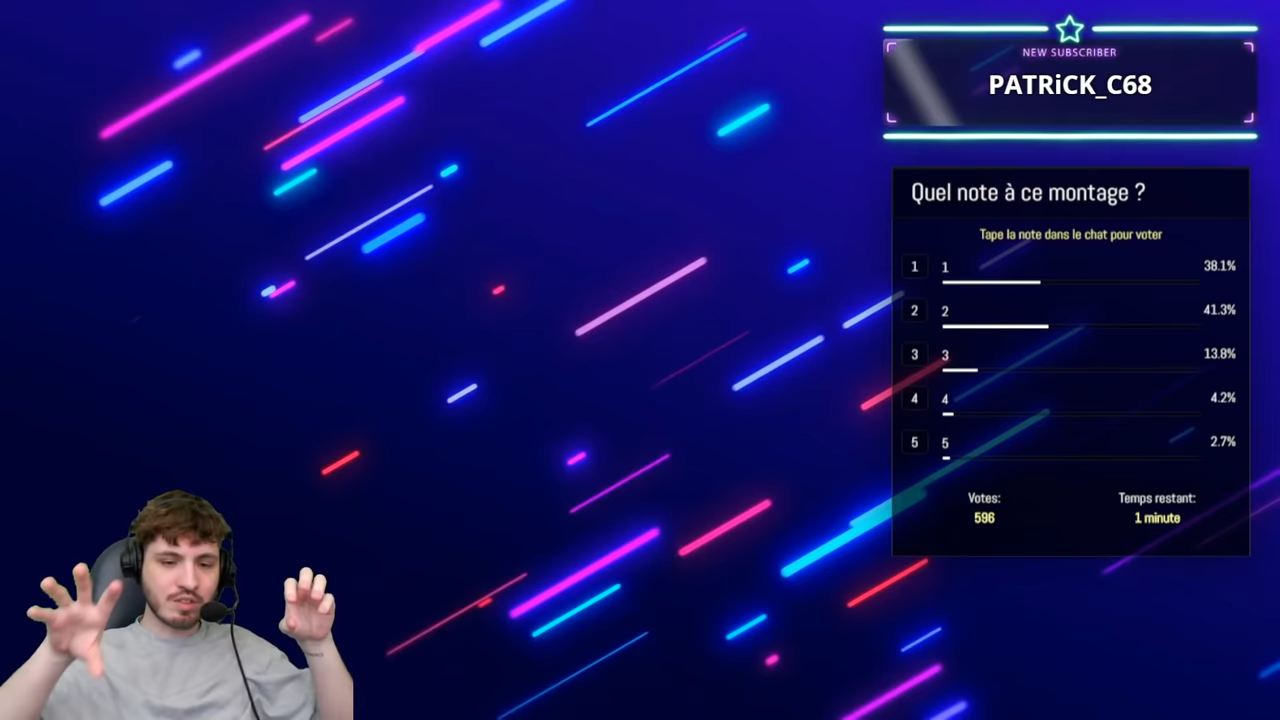 NEW SUBSCRIBER
PATRiCK_C68
Quel note à ce montage ?
Tape la note dans le chat pour voter
1 1 38.1%
2 2 41.3%
3 3 13.8%
4 4 4.2%
5 5 2.7%
Votes: Temps restant:
596 1 minute